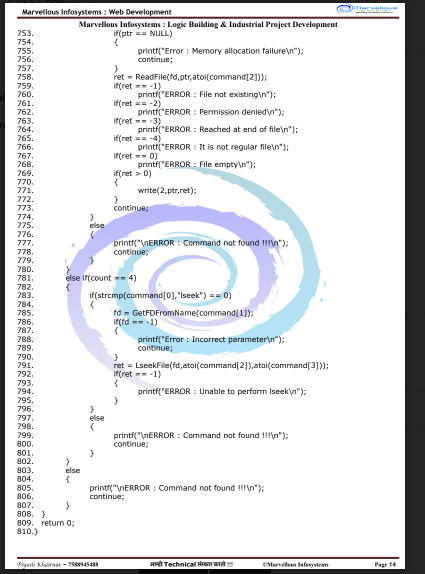 Marvellous Infosystems : Web Development
Marvellous
Marvellous Infosystems : Logic Building & Industrial Project Development
753. if(ptr == NULL)
754. {
755. printf("Error : Memory allocation failure\n");
756. continue;
757. }
758. ret = ReadFile(fd,ptr,atoi(command[2]));
759. if(ret == -1)
760. printf("ERROR : File not existing\n");
761. if(ret == -2)
762. printf("ERROR : Permission denied\n");
763. if(ret == -3)
764. printf("ERROR : Reached at end of file\n");
765. if(ret == -4)
766. printf("ERROR : It is not regular file\n");
767. if(ret == 0)
768. printf("ERROR : File empty\n");
769. if(ret > 0)
770. {
771. write(2,ptr,ret);
772. }
773. continue;
774. }
775. else
776. {
777. printf("\nERROR : Command not found !!!\n");
778. continue;
779. }
780. }
781. else if(count == 4)
782. {
783. if(strcmp(command[0],"lseek") == 0)
784. {
785. fd = GetFDFromName(command[1]);
786. if(fd == -1)
787. {
788. printf("Error : Incorrect parameter\n");
789. continue;
790. }
791. ret = LseekFile(fd,atoi(command[2]),atoi(command[3]));
792. if(ret == -1)
793. {
794. printf("ERROR : Unable to perform lseek\n");
795. }
796. }
797. else
798. {
799. printf("\nERROR : Command not found !!!\n");
800. continue;
801. }
802. }
803. else
804. {
805. printf("\nERROR : Command not found !!!\n");
806. continue;
807. }
808. }
809. return 0;
810.}
Piyush Khairnar - 7588945488 आम्ही Technical संस्कार करतो !!! ©Marvellous Infosystems Page 14